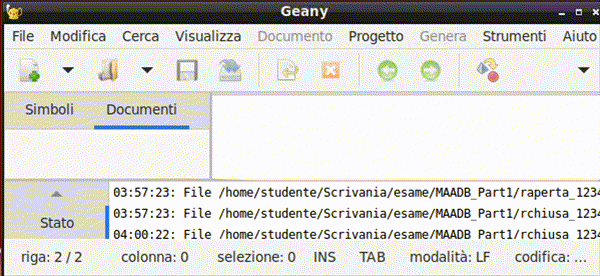 Geany
File Modifica Cerca Visualizza Documento Progetto Genera Strumenti Aiuto
Simboli Documenti
03:57:23: File /home/studente/Scrivania/esame/MAADB_Part1/raperta_1234
03:57:23: File /home/studente/Scrivania/esame/MAADB_Part1/rchiusa_1234
Stato
04:00:22: File /home/studente/Scrivania/esame/MAADB_Part1/rchiusa_1234
riga: 2 / 2 colonna: 0 selezione: 0 INS TAB modalità: LF codifica: ...